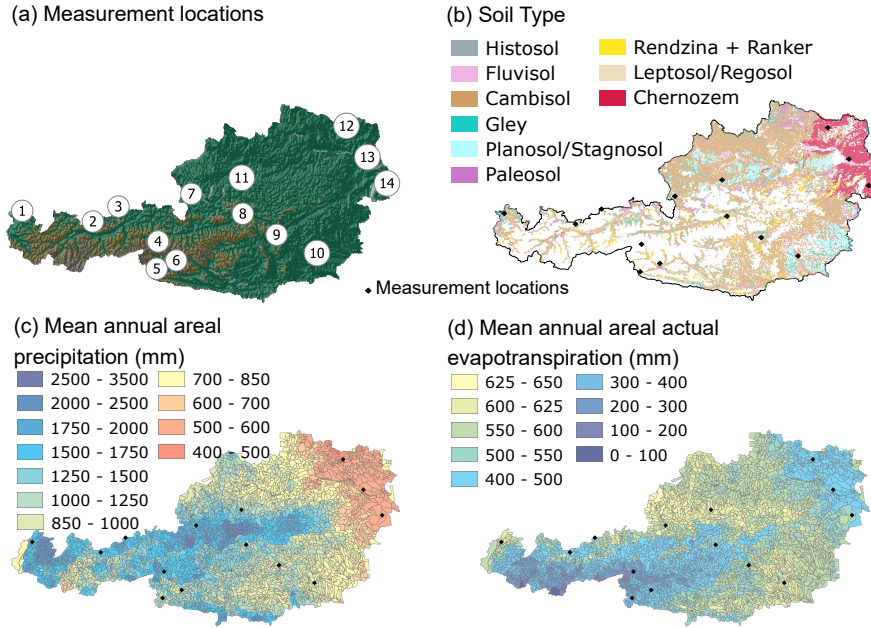 (a) Measurement locations
1
2
3
4
5
6
7
8
9
10
11
12
13
14
Measurement locations
(b) Soil Type
Histosol
Fluvisol
Cambisol
Gley
Planosol/Stagnosol
Paleosol
Rendzina + Ranker
Leptosol/Regosol
Chernozem
(c) Mean annual areal
precipitation (mm)
2500 - 3500
2000 - 2500
1750 - 2000
1500 - 1750
1250 - 1500
1000 - 1250
850 - 1000
700 - 850
600 - 700
500 - 600
400 - 500
(d) Mean annual areal actual
evapotranspiration (mm)
625 - 650
600 - 625
550 - 600
500 - 550
400 - 500
300 - 400
200 - 300
100 - 200
0 - 100